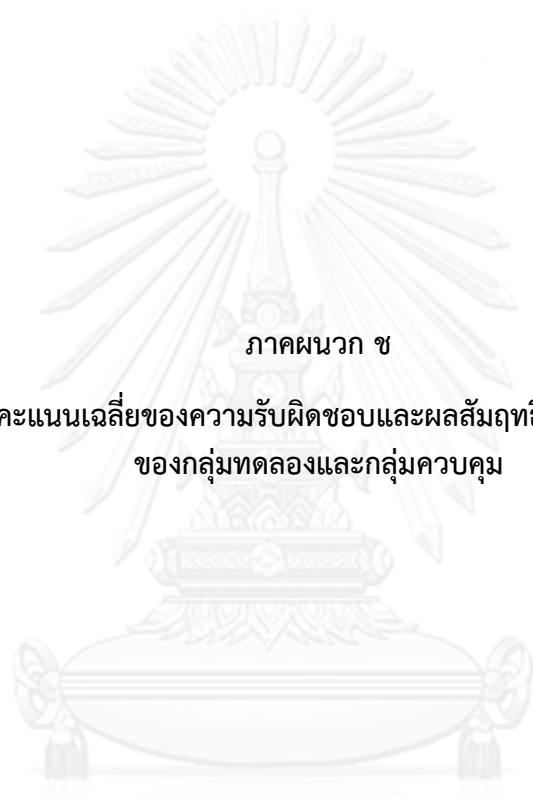 ภาคผนวก ช
คะแนนเฉลี่ยของความรับผิดชอบและผลสัมฤทธิ
ของกลุ่มทดลองและกลุ่มควบคุม